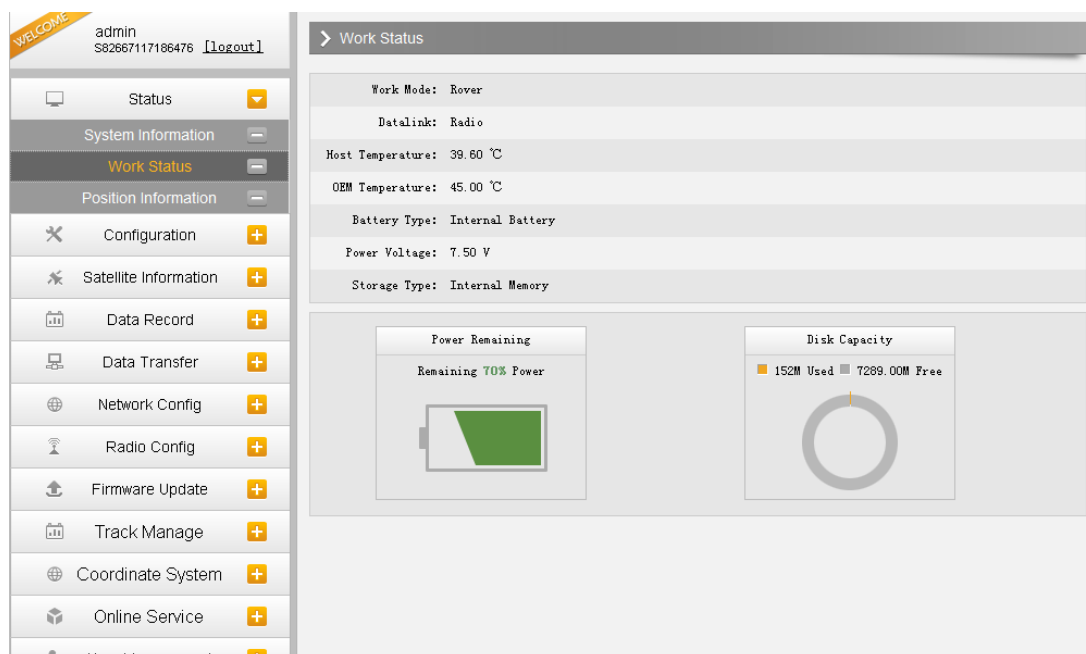 WELCOME
admin
S82667117186476 [logout]
Status
System Information
Work Status
Position Information
Configuration
Satellite Information
Data Record
Data Transfer
Network Config
Radio Config
Firmware Update
Track Manage
Coordinate System
Online Service
Work Status
Work Mode: Rover
Datalink: Radio
Host Temperature: 39.60 ℃
OEM Temperature: 45.00 ℃
Battery Type: Internal Battery
Power Voltage: 7.50 V
Storage Type: Internal Memory
Power Remaining
Remaining 70% Power
Disk Capacity
152M Used 7289.00M Free